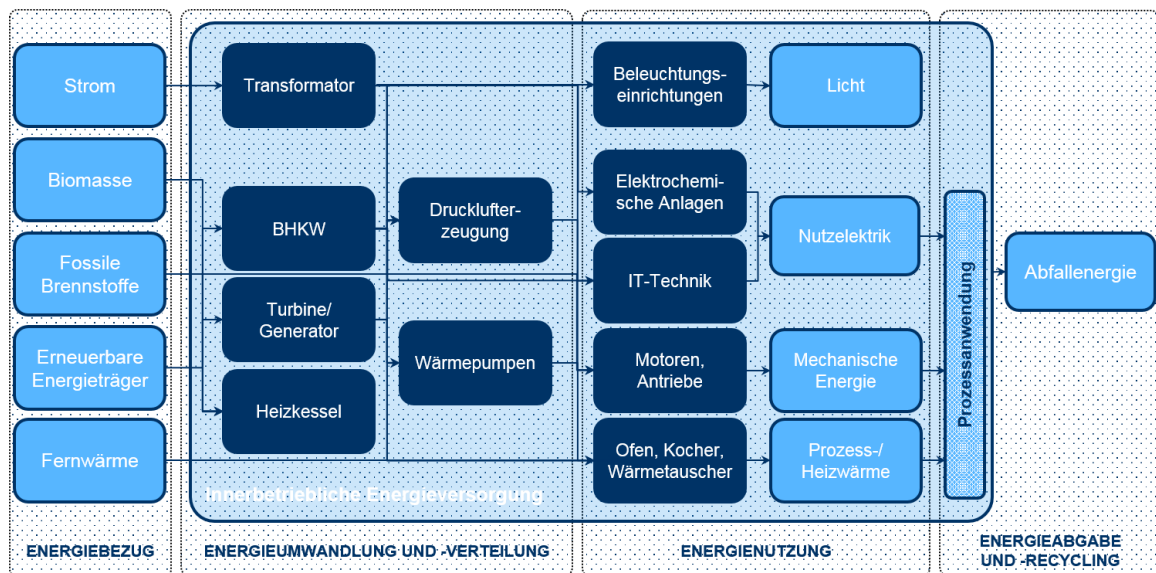 Strom
Biomasse
Fossile
Brennstoffe
Erneuerbare
Energieträger
Fernwärme
ENERGIEBEZUG
Transformator
BHKW
Turbine/
Generator
Heizkessel
Drucklufter-
zeugung
Wärmepumpen
Innerbetriebliche Energieversorgung
ENERGIEUMWANDLUNG UND -VERTEILUNG
Beleuchtungs-
einrichtungen
Elektrochemi-
sche Anlagen
IT-Technik
Motoren,
Antriebe
Ofen, Kocher,
Wärmetauscher
Licht
Nutzelektrik
Mechanische
Energie
Prozess-/
Heizwärme
ENERGIENUTZUNG
Prozessanwendung
Abfallenergie
ENERGIEABGABE
UND -RECYCLING